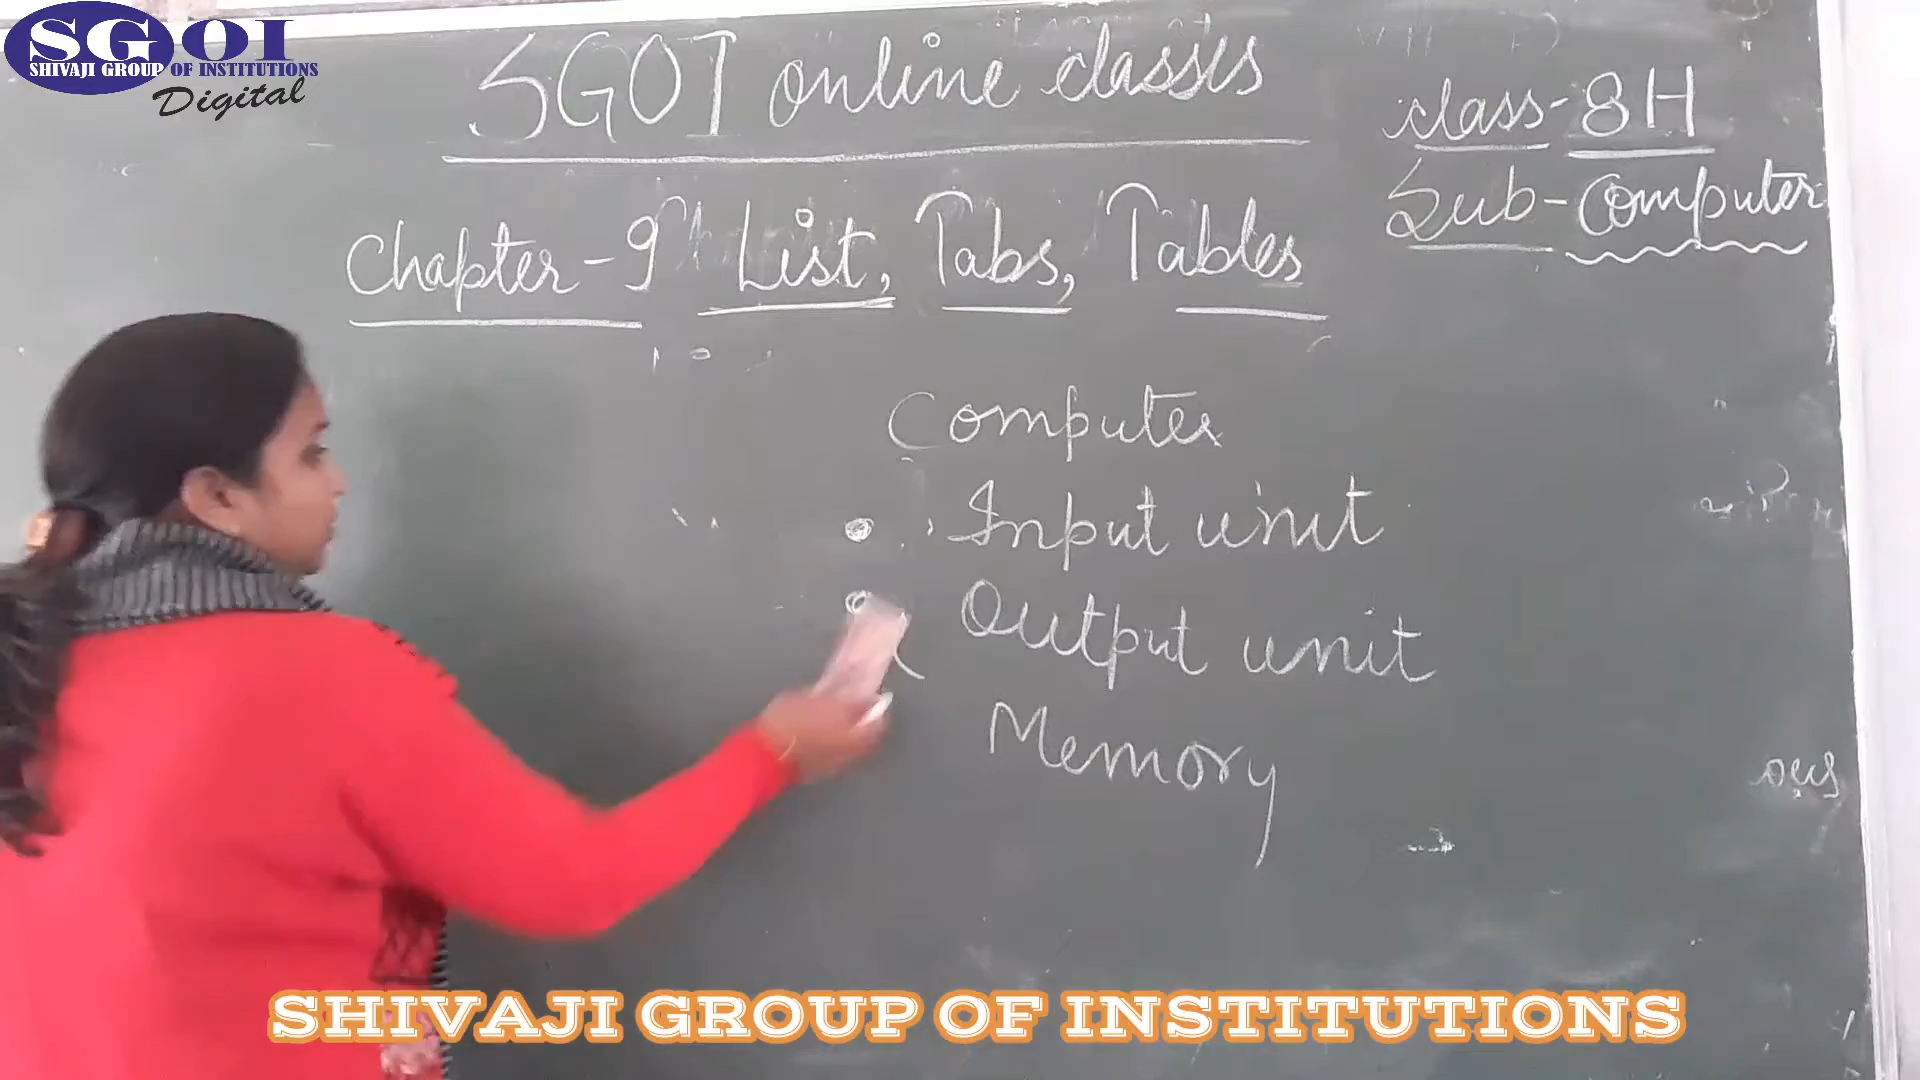 SGOI
SHIVAJI GROUP OF INSTITUTIONS
Digital
SGOI online classes
class-8H
Sub-Computer
Chapter-9 List, Tabs, Tables
Computer
Input unit
Output unit
Memory
SHIVAJI GROUP OF INSTITUTIONS